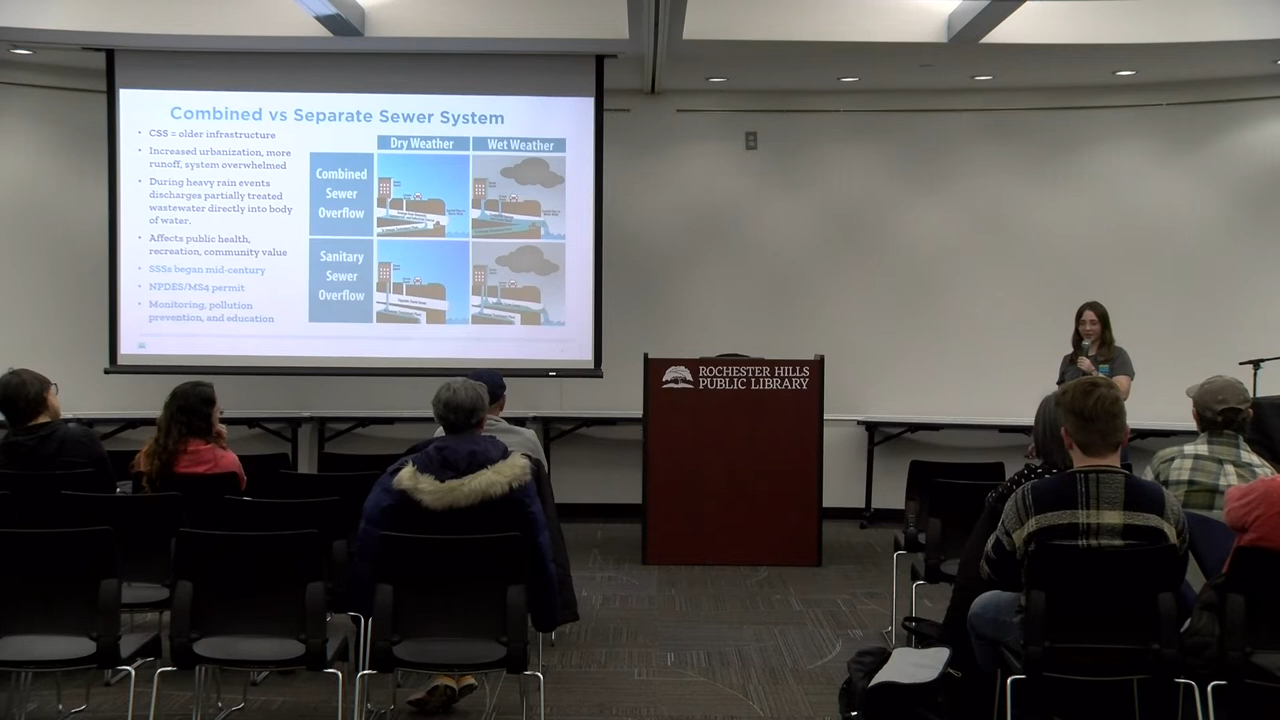 Combined vs Separate Sewer System
• CSS = older infrastructure
• Increased urbanization, more
runoff, system overwhelmed
• During heavy rain events
discharges partially treated
wastewater directly into body
of water.
• Affects public health,
recreation, community value
• SSSs began mid-century
• NPDES/MS4 permit
• Monitoring, pollution
prevention, and education
Dry Weather
Wet Weather
Combined
Sewer
Overflow
Sanitary
Sewer
Overflow
ROCHESTER HILLS
PUBLIC LIBRARY